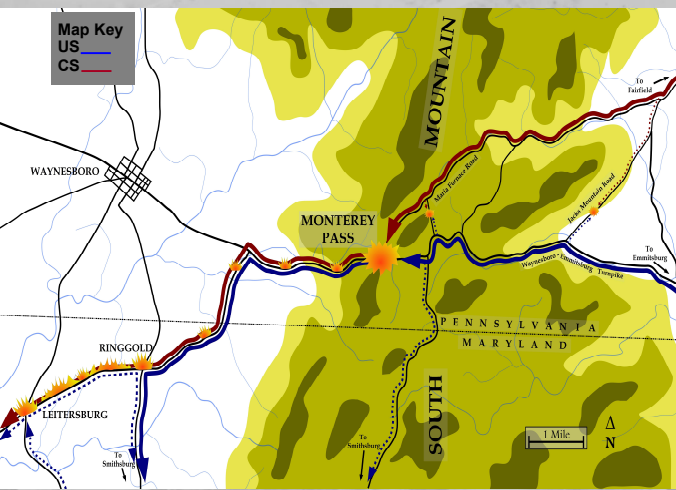 Map Key
US
CS
MOUNTAIN
To
Fairfield
WAYNESBORO
Maria Furnace Road
Jacks Mountain Road
MONTEREY
PASS
To
Emmitsburg
Waynesboro - Emmitsburg Turnpike
PENNSYLVANIA
MARYLAND
RINGGOLD
LEITERSBURG
SOUTH
1 Mile
Δ
N
To
Smithsburg
To
Smithsburg